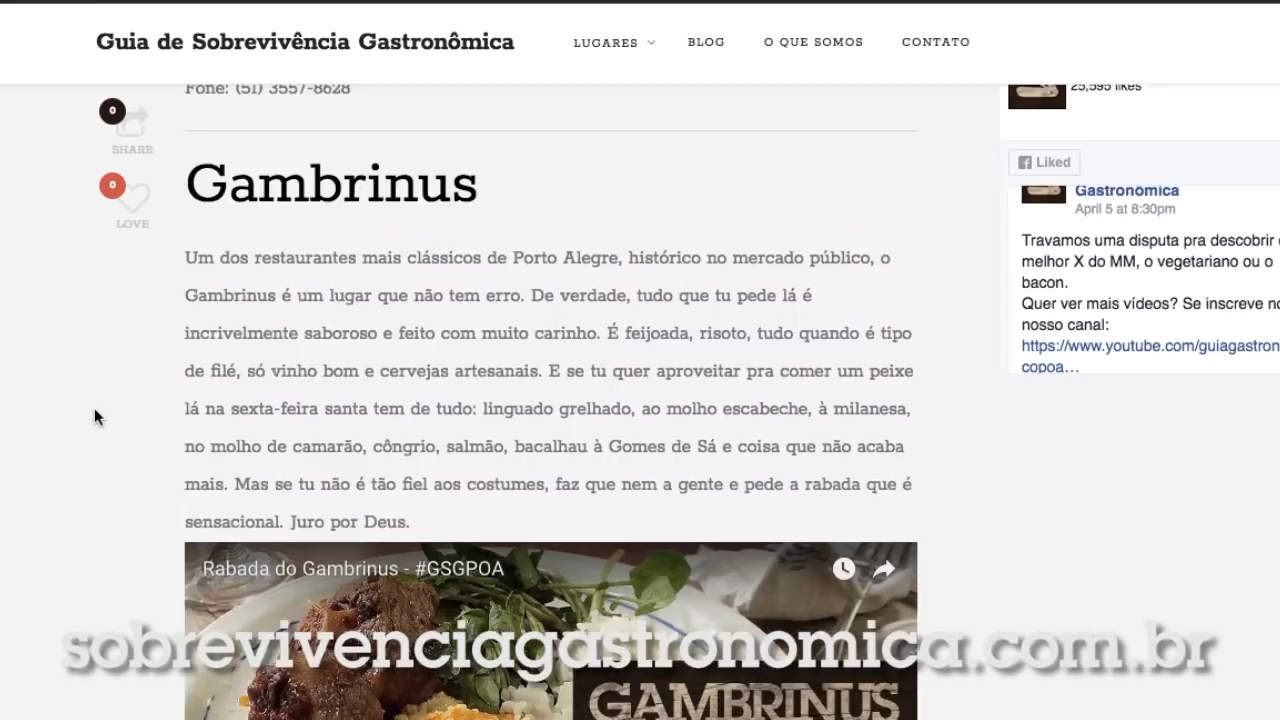 Guia de Sobrevivência Gastronômica
LUGARES
BLOG
O QUE SOMOS
CONTATO
Fone: (51) 3557-8628
0
SHARE
0
LOVE
Gambrinus
Um dos restaurantes mais clássicos de Porto Alegre, histórico no mercado público, o
Gambrinus é um lugar que não tem erro. De verdade, tudo que tu pede lá é
incrivelmente saboroso e feito com muito carinho. É feijoada, risoto, tudo quando é tipo
de filé, só vinho bom e cervejas artesanais. E se tu quer aproveitar pra comer um peixe
lá na sexta-feira santa tem de tudo: linguado grelhado, ao molho escabeche, à milanesa,
no molho de camarão, côngrio, salmão, bacalhau à Gomes de Sá e coisa que não acaba
mais. Mas se tu não é tão fiel aos costumes, faz que nem a gente e pede a rabada que é
sensacional. Juro por Deus.
Rabada do Gambrinus - #GSGPOA
GAMBRINUS
25,595 likes
Liked
Gastronômica
April 5 at 8:30pm
Travamos uma disputa pra descobrir
melhor X do MM, o vegetariano ou o
bacon.
Quer ver mais vídeos? Se inscreve no
nosso canal:
https://www.youtube.com/guiagastron
copoa…
sobrevivenciagastronomica.com.br